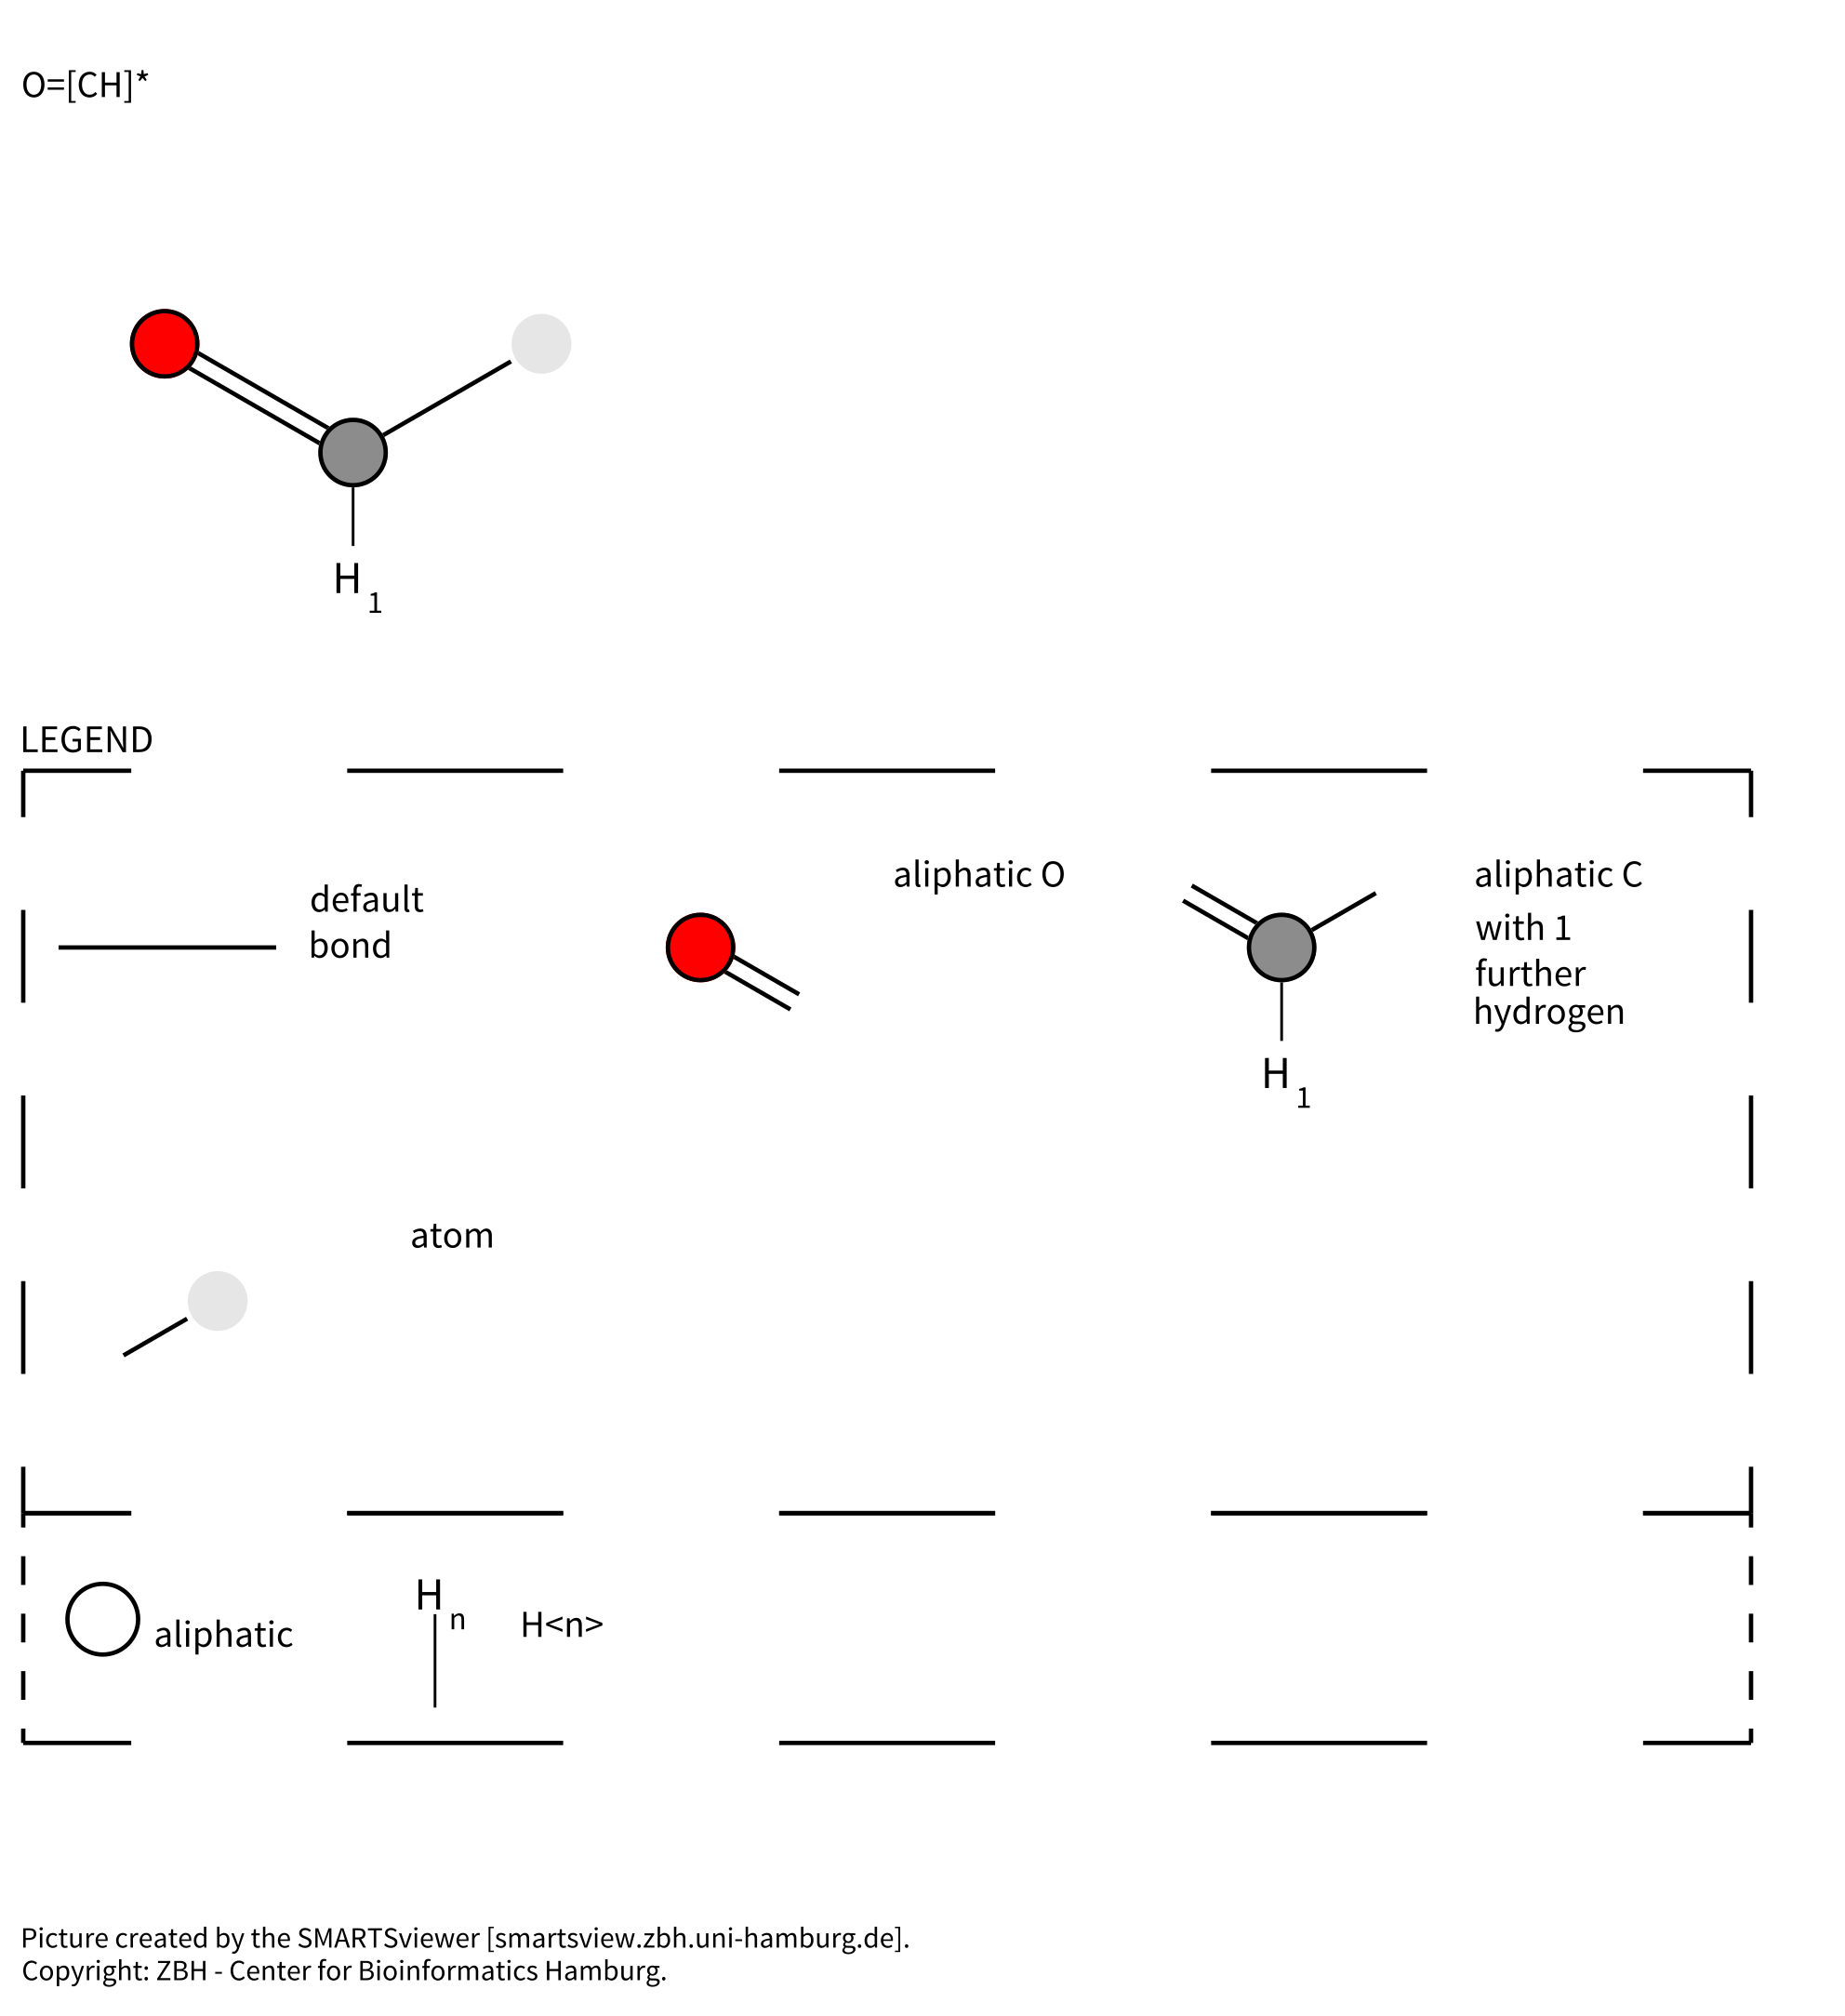 O=[CH]*
H
1
LEGEND
default
bond
aliphatic O
aliphatic C
with 1
further
hydrogen
H
1
atom
aliphatic
H
n
H<n>
Picture created by the SMARTSviewer [smartsview.zbh.uni-hamburg.de].
Copyright: ZBH - Center for Bioinformatics Hamburg.